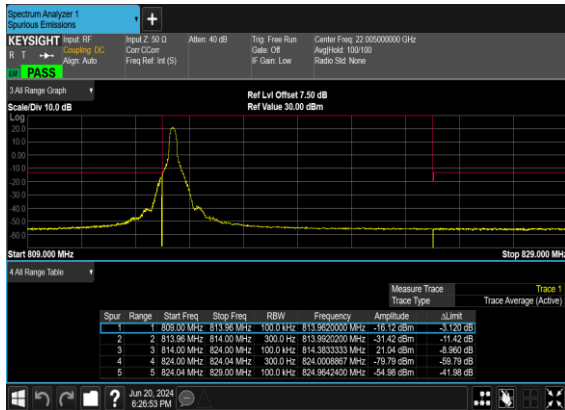 Spectrum Analyzer 1
Spurious Emissions
+
KEYSIGHT Input: RF Input Z: 50 Ω Atten: 40 dB Trig: Free Run Center Freq: 22.005000000 GHz
R T Coupling: DC Corr CCorr Gate: Off Avg|Hold: 100/100
Align: Auto Freq Ref: Int (S) IF Gain: Low Radio Std: None
PASS
3 All Range Graph Ref Lvl Offset 7.50 dB
Scale/Div 10.0 dB Ref Value 30.00 dBm
Log
20.0
10.0
0.00
-10.0
-20.0
-30.0
-40.0
-50.0
-60.0
Start 809.000 MHz Stop 829.000 MHz
4 All Range Table
Measure Trace Trace 1
Trace Type Trace Average (Active)
Spur Range Start Freq Stop Freq RBW Frequency Amplitude ΔLimit
1 1 809.00 MHz 813.96 MHz 100.0 kHz 813.9620000 MHz -16.12 dBm -3.120 dB
2 2 813.96 MHz 814.00 MHz 300.0 Hz 813.9920200 MHz -31.42 dBm -11.42 dB
3 3 814.00 MHz 824.00 MHz 100.0 kHz 814.3833333 MHz 21.04 dBm -8.960 dB
4 4 824.00 MHz 824.04 MHz 300.0 Hz 824.0008867 MHz -79.79 dBm -59.79 dB
5 5 824.04 MHz 829.00 MHz 100.0 kHz 824.9642400 MHz -54.98 dBm -41.98 dB
? Jun 20, 2024
6:26:53 PM